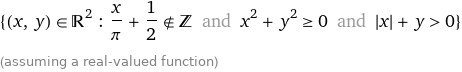 {(x, y) ∈ ℝ² : x/π + 1/2 ∉ ℤ and x² + y² ≥ 0 and |x| + y > 0}
(assuming a real-valued function)